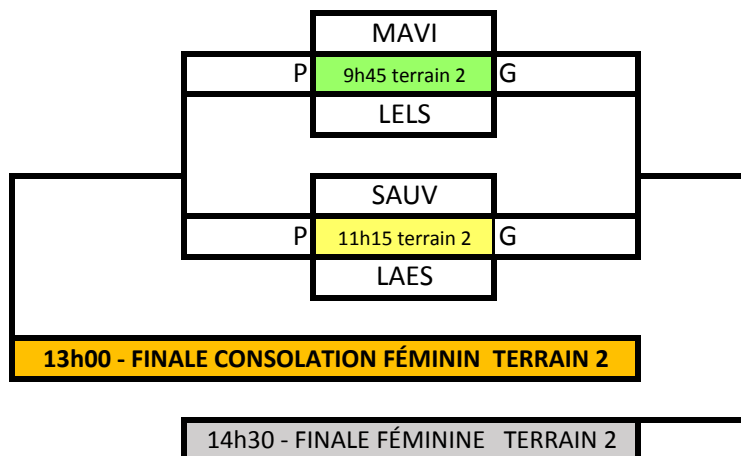 MAVI
P 9h45 terrain 2 G
LELS
SAUV
P 11h15 terrain 2 G
LAES
13h00 - FINALE CONSOLATION FÉMININ TERRAIN 2
14h30 - FINALE FÉMININE TERRAIN 2